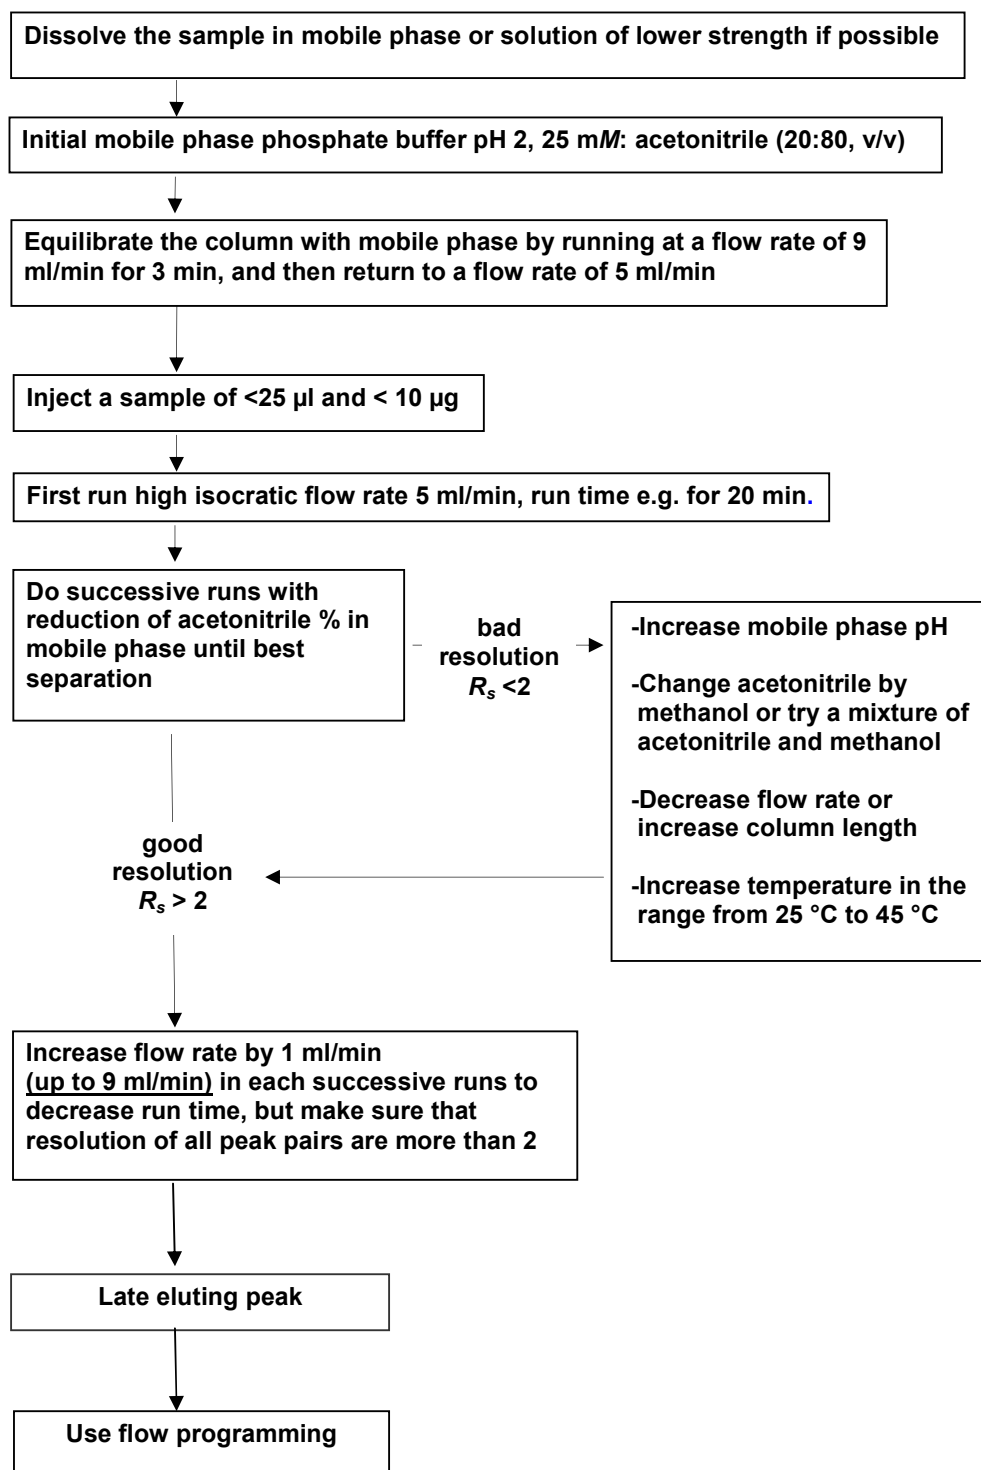 Dissolve the sample in mobile phase or solution of lower strength if possible
Initial mobile phase phosphate buffer pH 2, 25 mM: acetonitrile (20:80, v/v)
Equilibrate the column with mobile phase by running at a flow rate of 9
ml/min for 3 min, and then return to a flow rate of 5 ml/min
Inject a sample of <25 µl and < 10 µg
First run high isocratic flow rate 5 ml/min, run time e.g. for 20 min.
Do successive runs with
reduction of acetonitrile % in
mobile phase until best
separation
bad
resolution
Rs <2
-Increase mobile phase pH
-Change acetonitrile by
methanol or try a mixture of
acetonitrile and methanol
-Decrease flow rate or
increase column length
-Increase temperature in the
range from 25 °C to 45 °C
good
resolution
Rs > 2
Increase flow rate by 1 ml/min
(up to 9 ml/min) in each successive runs to
decrease run time, but make sure that
resolution of all peak pairs are more than 2
Late eluting peak
Use flow programming